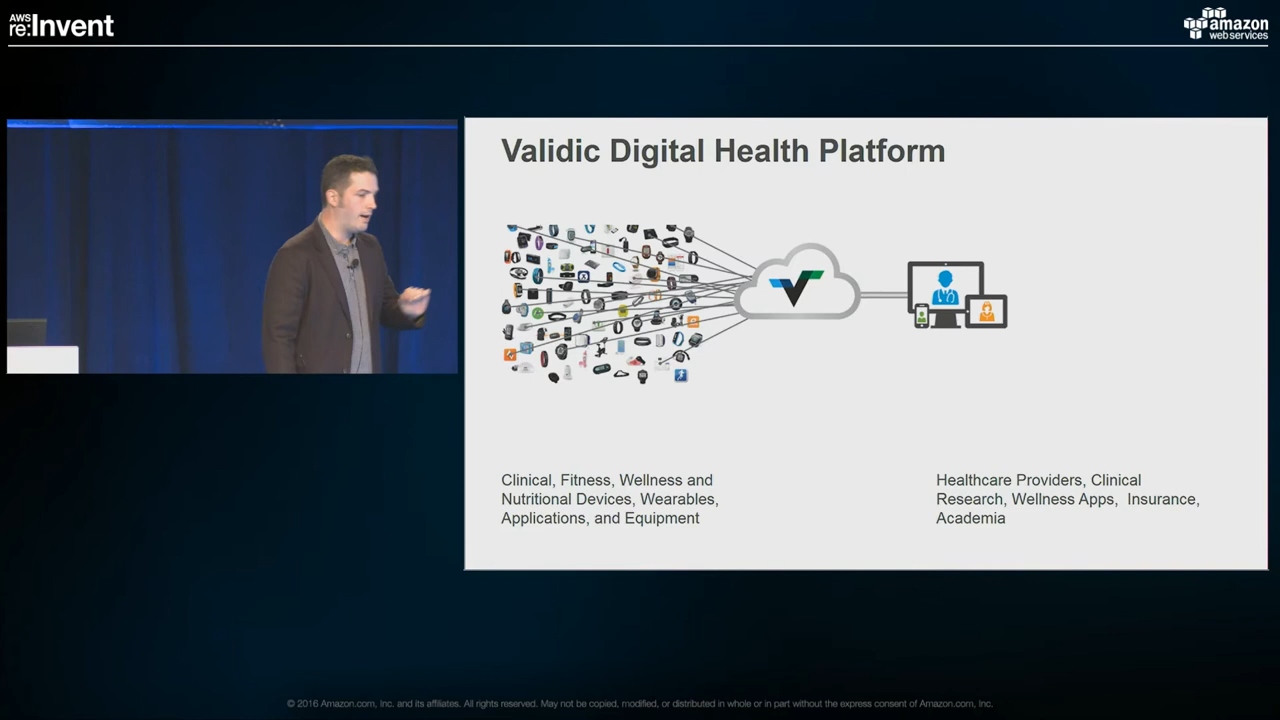 AWS
re:Invent
amazon
web services
Validic Digital Health Platform
Clinical, Fitness, Wellness and
Nutritional Devices, Wearables,
Applications, and Equipment
Healthcare Providers, Clinical
Research, Wellness Apps, Insurance,
Academia
© 2016 Amazon.com, Inc. and its affiliates. All rights reserved. May not be copied, modified, or distributed in whole or in part without the express consent of Amazon.com, Inc.